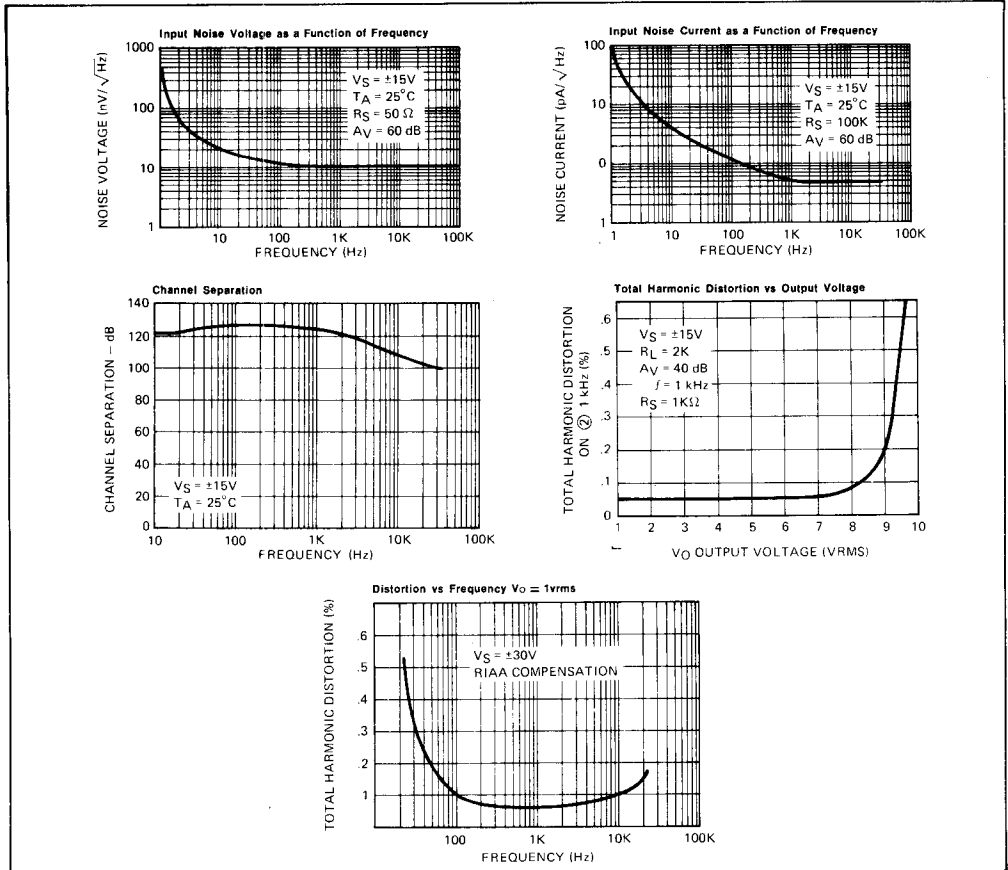 Input Noise Voltage as a Function of Frequency
NOISE VOLTAGE (nV/√Hz)
1000
100
10
1
VS = ±15V
TA = 25°C
RS = 50 Ω
AV = 60 dB
10 100 1K 10K 100K
FREQUENCY (Hz)
Input Noise Current as a Function of Frequency
NOISE CURRENT (pA/√Hz)
100
10
0
1
VS = ±15V
TA = 25°C
RS = 100K
AV = 60 dB
1 10 100 1K 10K 100K
FREQUENCY (Hz)
Channel Separation
CHANNEL SEPARATION – dB
140
120
100
80
60
40
20
0
VS = ±15V
TA = 25°C
10 100 1K 10K 100K
FREQUENCY (Hz)
Total Harmonic Distortion vs Output Voltage
TOTAL HARMONIC DISTORTION
ON ② 1 kHz (%)
.6
.5
.4
.3
.2
.1
0
VS = ±15V
RL = 2K
AV = 40 dB
f = 1 kHz
RS = 1KΩ
1 2 3 4 5 6 7 8 9 10
VO OUTPUT VOLTAGE (VRMS)
Distortion vs Frequency VO = 1vrms
TOTAL HARMONIC DISTORTION (%)
.6
.5
.4
.3
.2
1
VS = ±30V
RIAA COMPENSATION
100 1K 10K 100K
FREQUENCY (Hz)